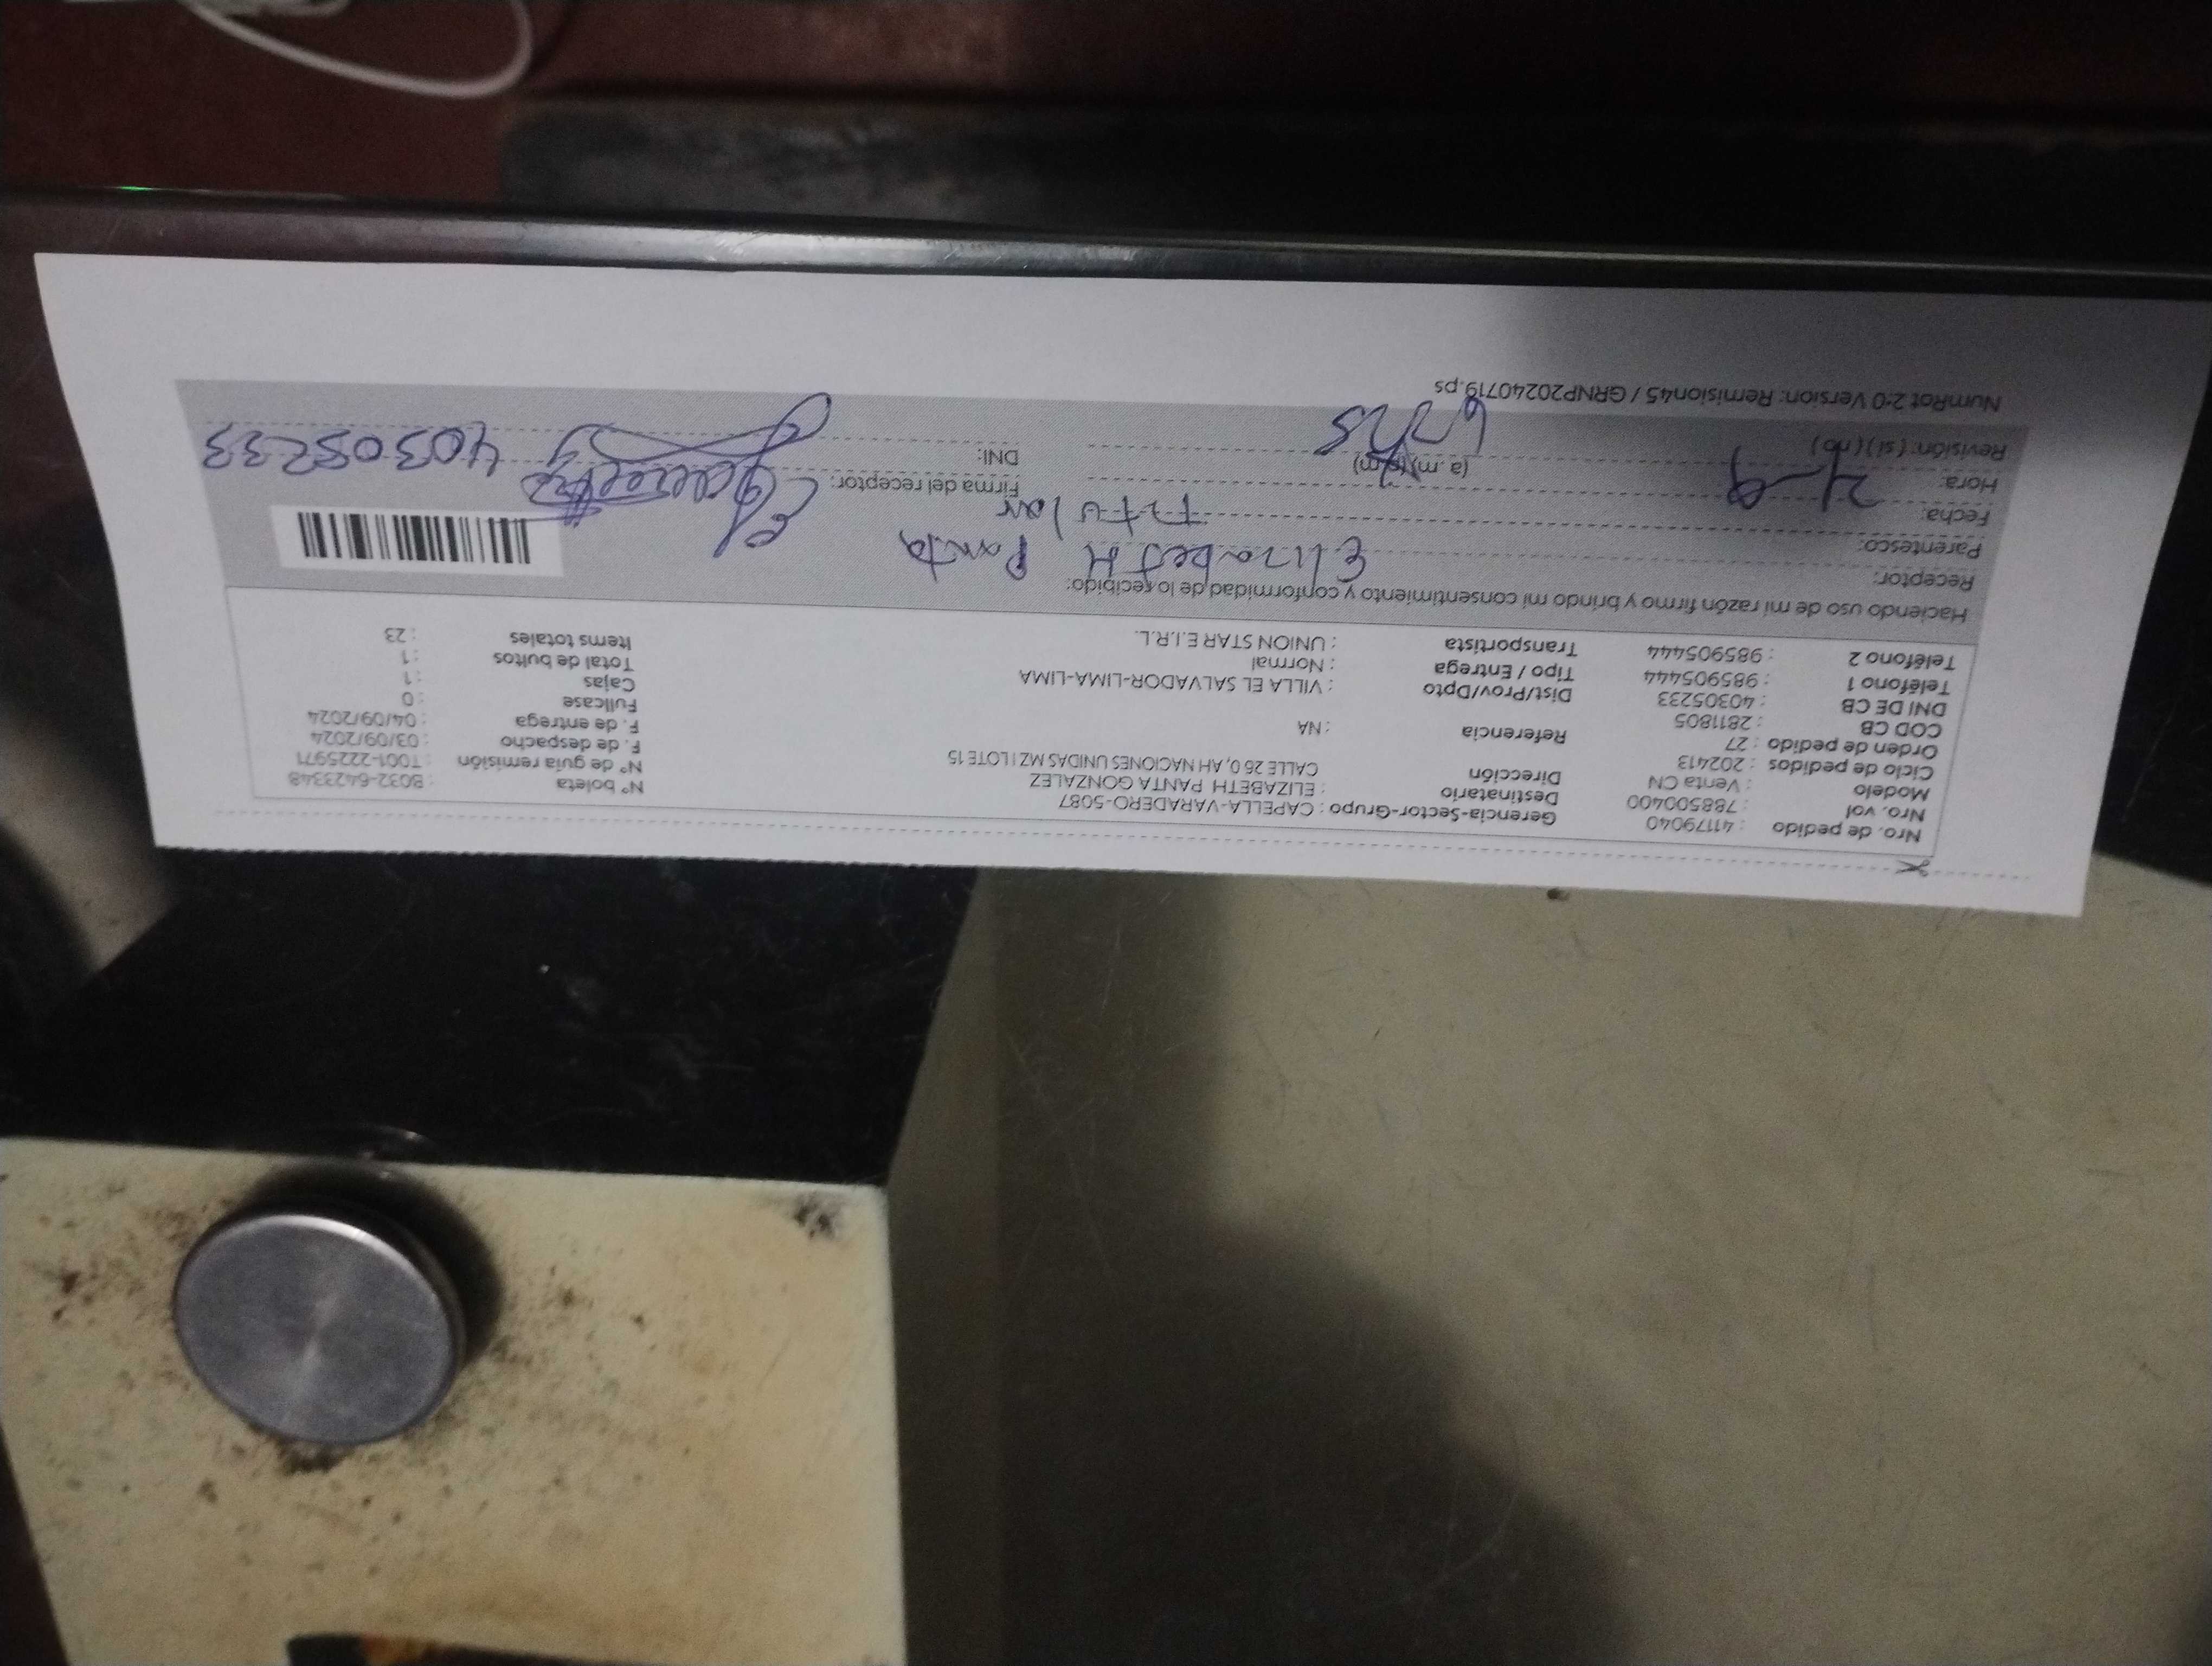 Nro. de pedido : 41179040
Nro. vol : 788500400
Modelo : Venta CN
Ciclo de pedidos : 202413
Orden de pedido : 27
COD CB : 2811805
DNI DE CB : 40305233
Teléfono 1 : 985905444
Teléfono 2 : 985905444
Gerencia-Sector-Grupo : CAPELLA-VARADERO-5087
Destinatario : ELIZABETH PANTA GONZALEZ
Dirección CALLE 26 0, AH NACIONES UNIDAS MZ I LOTE 15
Referencia : NA
Dist/Prov/Dpto : VILLA EL SALVADOR-LIMA-LIMA
Tipo / Entrega : Normal
Transportista : UNION STAR E.I.R.L.
N° boleta : B032-64233348
N° de guía remisión : T001-2225971
F. de despacho : 03/09/2024
F. de entrega : 04/09/2024
Fullcase : 0
Cajas : 1
Total de bultos : 1
Items totales : 23
Haciendo uso de mi razón firmo y brindo mi consentimiento y conformidad de lo recibido:
Receptor: ElizabetH Panta
Parentesco: Titular
Fecha: 4-9
Hora: (a.m) (p.m)
Revisión: ( sí ) ( no )
Firma del receptor:
DNI: 40305233
NumRot 2:0 Version: Remision45 / GRNP20240719.ps